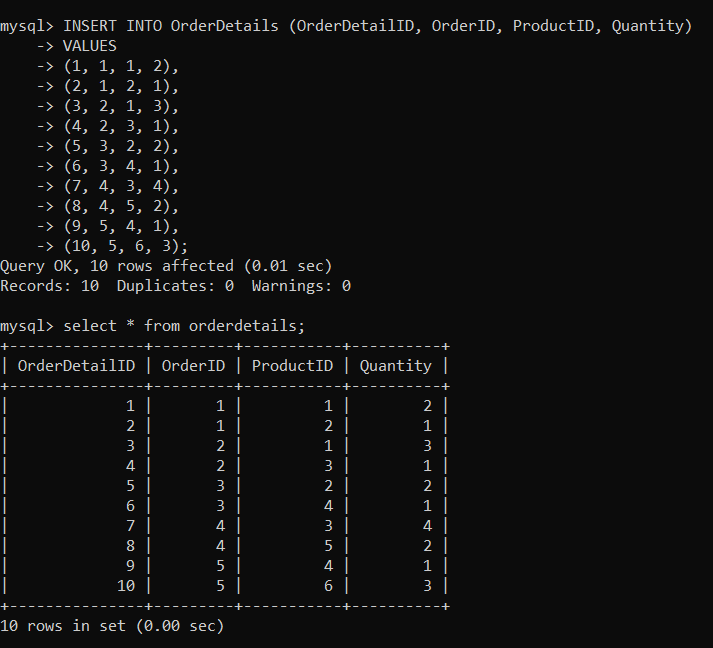 mysql> INSERT INTO OrderDetails (OrderDetailID, OrderID, ProductID, Quantity)
    -> VALUES
    -> (1, 1, 1, 2),
    -> (2, 1, 2, 1),
    -> (3, 2, 1, 3),
    -> (4, 2, 3, 1),
    -> (5, 3, 2, 2),
    -> (6, 3, 4, 1),
    -> (7, 4, 3, 4),
    -> (8, 4, 5, 2),
    -> (9, 5, 4, 1),
    -> (10, 5, 6, 3);
Query OK, 10 rows affected (0.01 sec)
Records: 10  Duplicates: 0  Warnings: 0

mysql> select * from orderdetails;
+---------------+---------+-----------+----------+
| OrderDetailID | OrderID | ProductID | Quantity |
+---------------+---------+-----------+----------+
|             1 |       1 |         1 |        2 |
|             2 |       1 |         2 |        1 |
|             3 |       2 |         1 |        3 |
|             4 |       2 |         3 |        1 |
|             5 |       3 |         2 |        2 |
|             6 |       3 |         4 |        1 |
|             7 |       4 |         3 |        4 |
|             8 |       4 |         5 |        2 |
|             9 |       5 |         4 |        1 |
|            10 |       5 |         6 |        3 |
+---------------+---------+-----------+----------+
10 rows in set (0.00 sec)